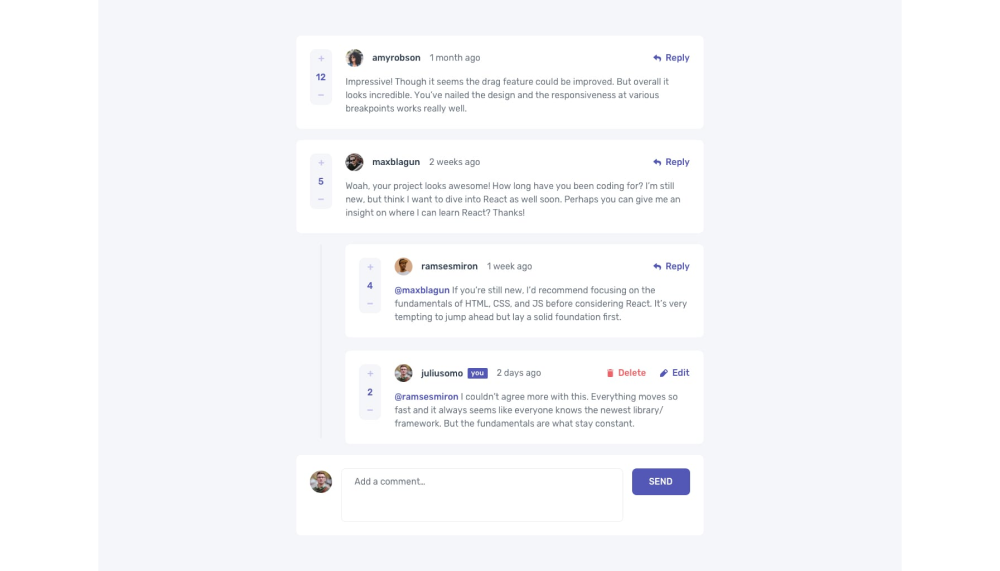 +
12
−
amyrobson 1 month ago
Reply
Impressive! Though it seems the drag feature could be improved. But overall it
looks incredible. You've nailed the design and the responsiveness at various
breakpoints works really well.
+
5
−
maxblagun 2 weeks ago
Reply
Woah, your project looks awesome! How long have you been coding for? I'm still
new, but think I want to dive into React as well soon. Perhaps you can give me an
insight on where I can learn React? Thanks!
+
4
−
ramsesmiron 1 week ago
Reply
@maxblagun If you're still new, I'd recommend focusing on the
fundamentals of HTML, CSS, and JS before considering React. It's very
tempting to jump ahead but lay a solid foundation first.
+
2
−
juliusomo you 2 days ago
Delete Edit
@ramsesmiron I couldn't agree more with this. Everything moves so
fast and it always seems like everyone knows the newest library/
framework. But the fundamentals are what stay constant.
Add a comment...
SEND